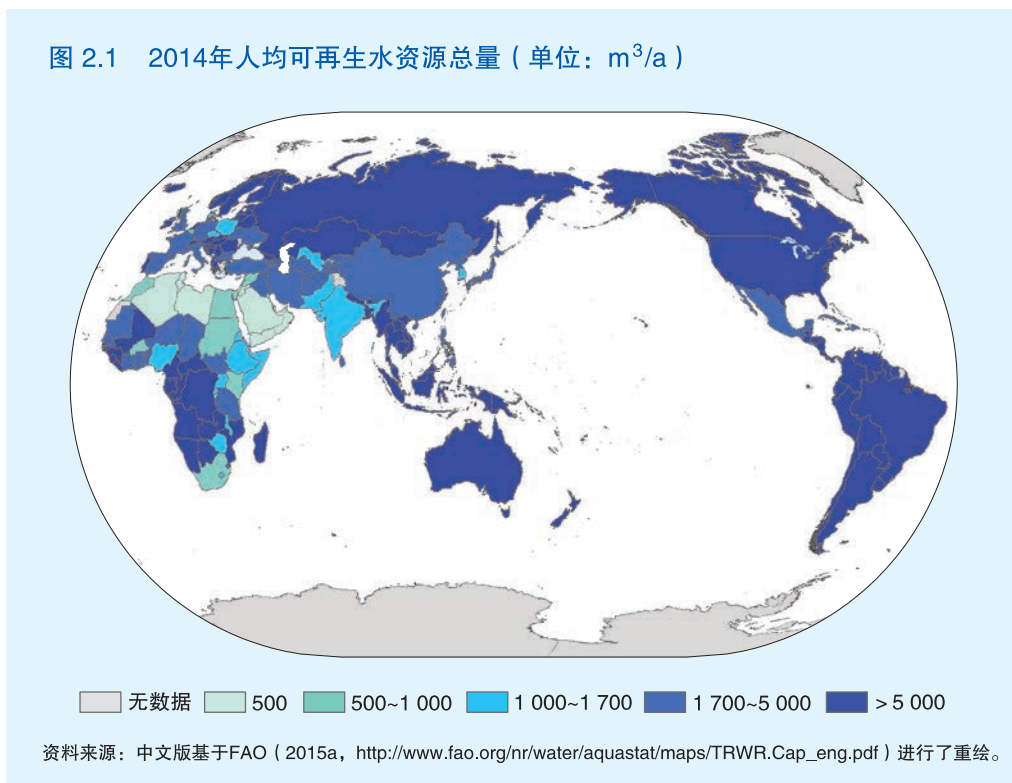 图 2.1 2014年人均可再生水资源总量（单位：m³/a）
无数据 500 500~1 000 1 000~1 700 1 700~5 000 > 5 000
资料来源：中文版基于FAO（2015a，http://www.fao.org/nr/water/aquastat/maps/TRWR.Cap_eng.pdf）进行了重绘。